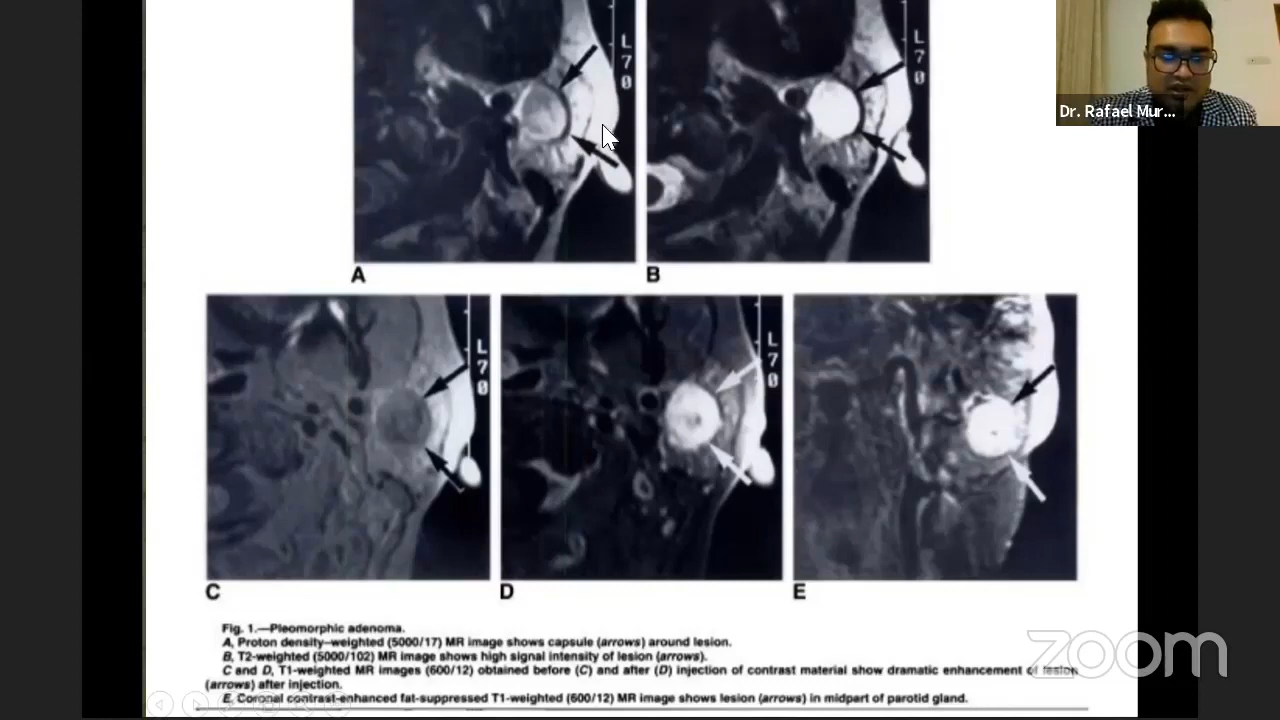 L
7
0
L
7
0
Dr. Rafael Mur...
A
B
L
7
0
L
7
0
C
D
E
Fig. 1.—Pleomorphic adenoma.
A, Proton density–weighted (5000/17) MR image shows capsule (arrows) around lesion.
B, T2-weighted (5000/102) MR image shows high signal intensity of lesion (arrows).
C and D, T1-weighted MR images (600/12) obtained before (C) and after (D) injection of contrast material show dramatic enhancement of lesion
(arrows) after injection.
E, Coronal contrast-enhanced fat-suppressed T1-weighted (600/12) MR image shows lesion (arrows) in midpart of parotid gland.
zoom